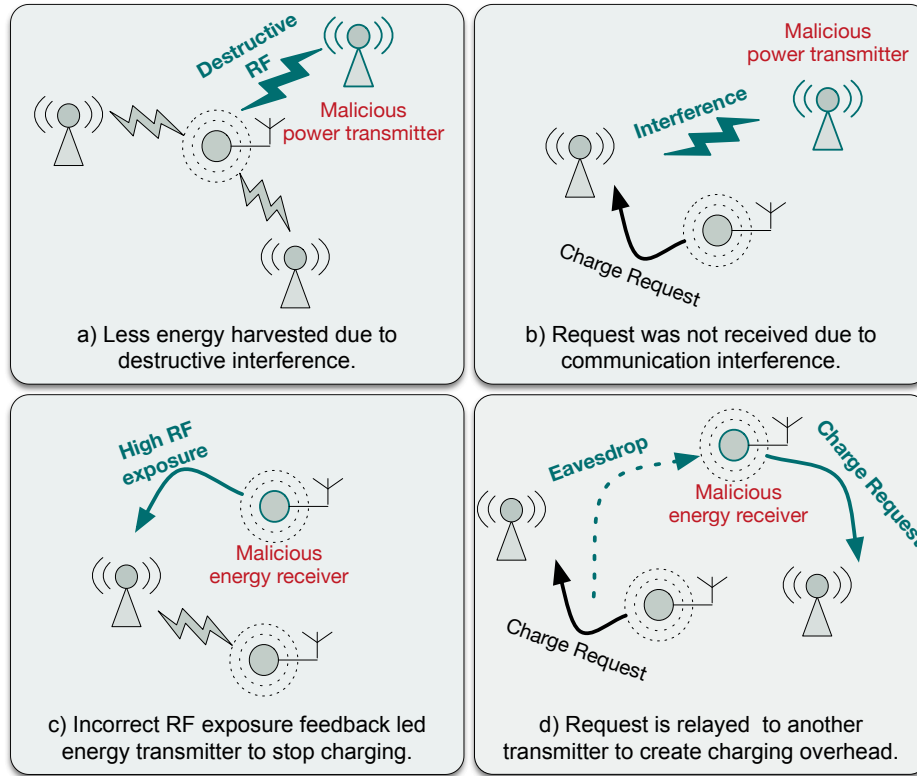 Destructive
RF
Malicious
power transmitter
a) Less energy harvested due to
destructive interference.
Malicious
power transmitter
Interference
Charge Request
b) Request was not received due to
communication interference.
High RF
exposure
Malicious
energy receiver
c) Incorrect RF exposure feedback led
energy transmitter to stop charging.
Eavesdrop
Charge Request
Malicious
energy receiver
Charge Request
d) Request is relayed to another
transmitter to create charging overhead.